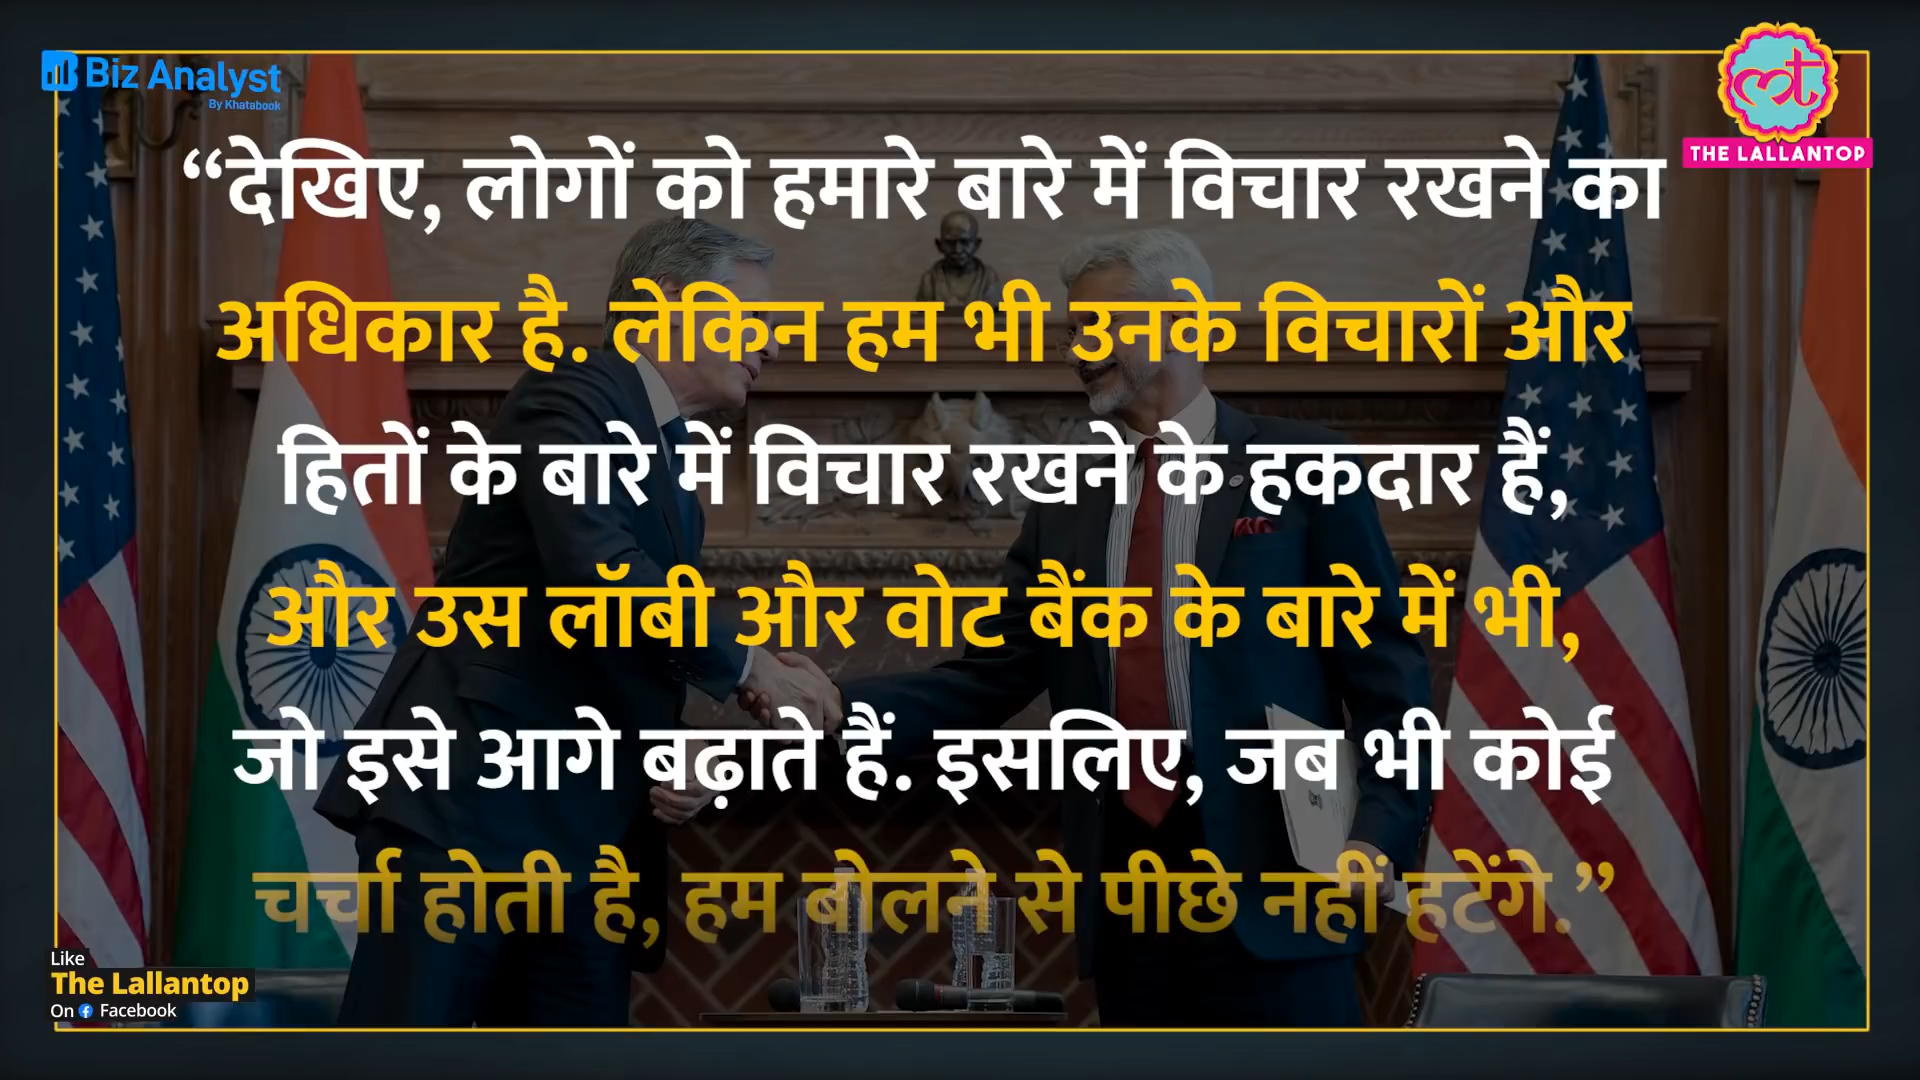 Biz Analyst
By Khatabook
THE LALLANTOP
“देखिए, लोगों को हमारे बारे में विचार रखने का
अधिकार है. लेकिन हम भी उनके विचारों और
हितों के बारे में विचार रखने के हकदार हैं,
और उस लॉबी और वोट बैंक के बारे में भी,
जो इसे आगे बढ़ाते हैं. इसलिए, जब भी कोई
चर्चा होती है, हम बोलने से पीछे नहीं हटेंगे.”
Like
The Lallantop
On Facebook